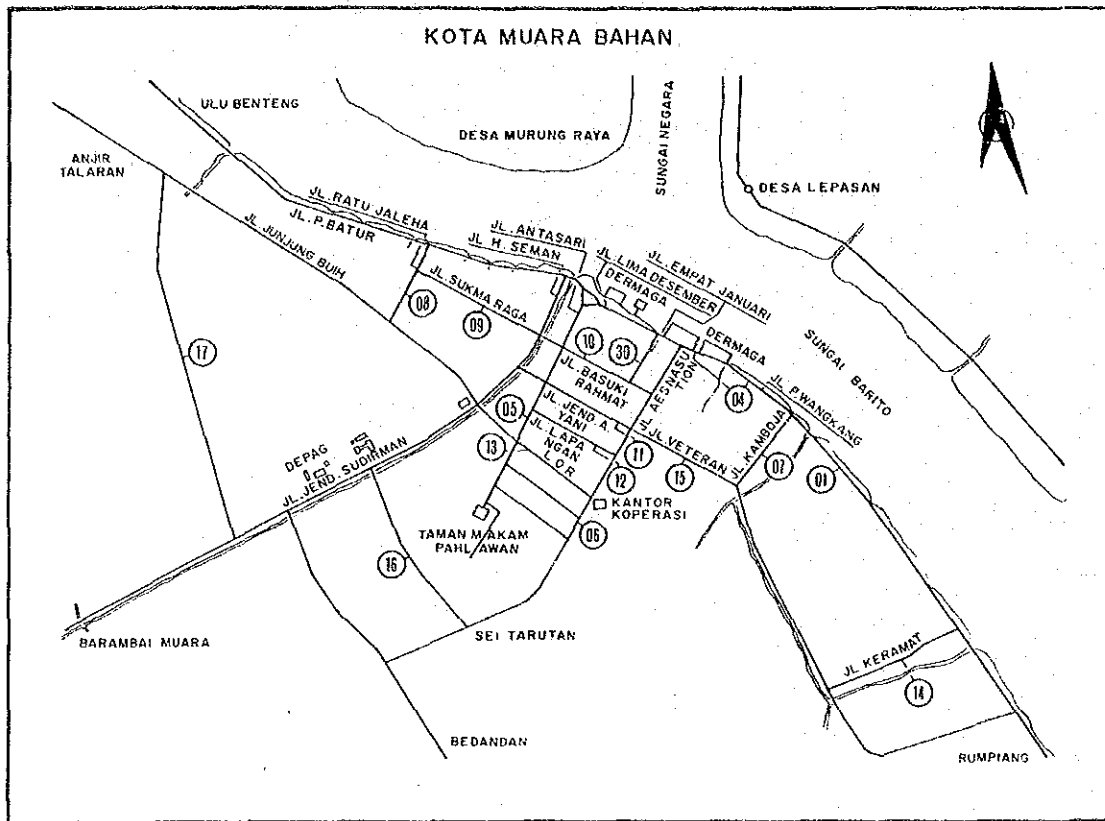 KOTA MUARA BAHAN
ULU BENTENG
DESA MURUNG RAYA
SUNGAI NEGARA
ANJIR
TALARAN
DESA LEPASAN
JL. RATU JALEHA
JL. P. BATUR
JL. JUNJUNG BUIH
JL. ANTASARI
JL H. SEMAN
JL. LIMA DESEMBER
DERMAGA
JL. EMPAT JANUARI
DERMAGA
SUNGAI BARITO
JL. SUKMA RAGA
08
09
10
30
04
17
JL. BASUKI
RAHMAT
JL AESNASU
TION
JL. P. WANGKANG
05
JL. JEND. A.
YANI
JL. LAPA
NGAN
LOR
13
11
12
JL. VETERAN
15
JL. KAMBOJA
07
01
DEPAG
JL. JEND. SUDIRMAN
KANTOR
KOPERASI
06
TAMAN MAKAM
PAHLAWAN
16
SEI TARUTAN
BARAMBAI MUARA
JL KERAMAT
14
BEDANDAN
RUMPIANG